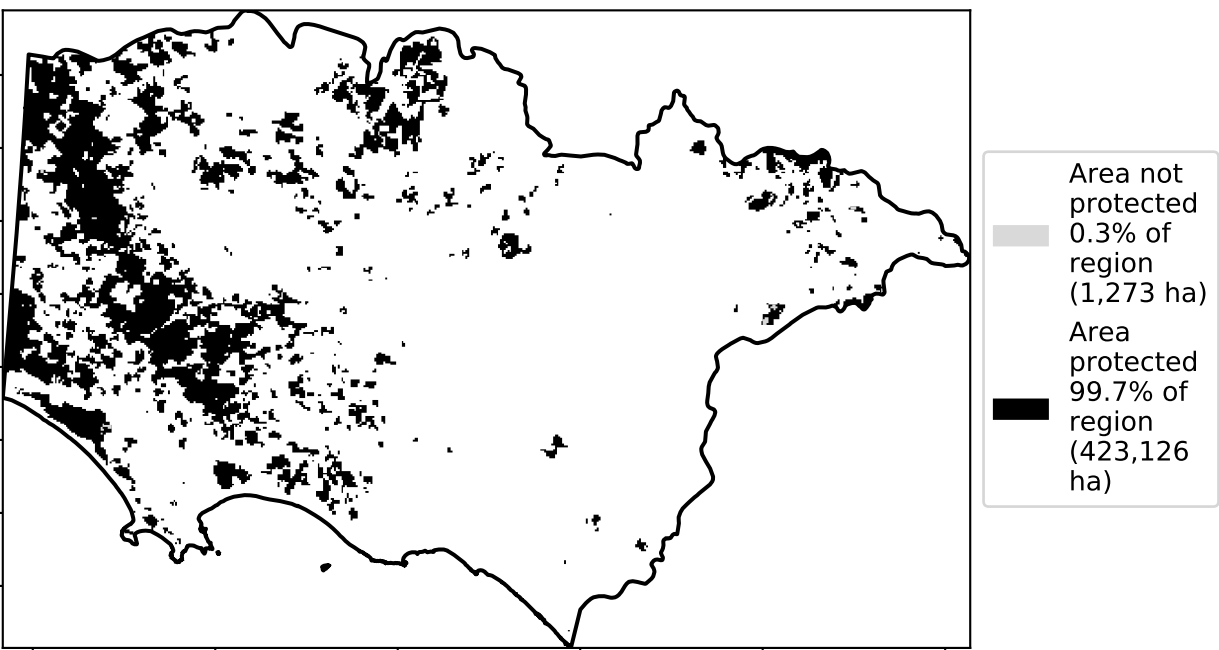 Area not
protected
0.3% of
region
(1,273 ha)
Area
protected
99.7% of
region
(423,126
ha)